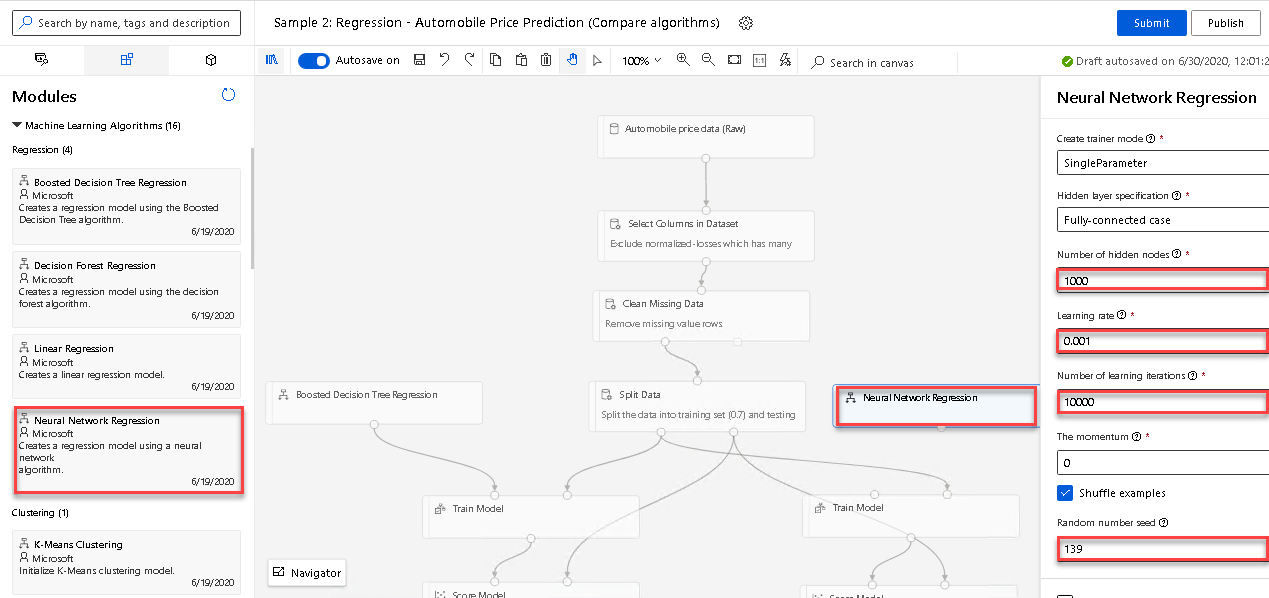 Search by name, tags and description
Sample 2: Regression - Automobile Price Prediction (Compare algorithms)
Submit
Publish
Autosave on
100%
1:1
Search in canvas
Draft autosaved on 6/30/2020, 12:01:2
Modules
Machine Learning Algorithms (16)
Regression (4)
Boosted Decision Tree Regression
Microsoft
Creates a regression model using the Boosted
Decision Tree algorithm.
6/19/2020
Decision Forest Regression
Microsoft
Creates a regression model using the decision
forest algorithm.
6/19/2020
Linear Regression
Microsoft
Creates a linear regression model.
6/19/2020
Neural Network Regression
Microsoft
Creates a regression model using a neural
network
algorithm.
6/19/2020
Clustering (1)
K-Means Clustering
Microsoft
Initialize K-Means clustering model.
6/19/2020
Automobile price data (Raw)
Select Columns in Dataset
Exclude normalized-losses which has many
Clean Missing Data
Remove missing value rows
Boosted Decision Tree Regression
Split Data
Split the data into training set (0.7) and testing
Neural Network Regression
Train Model
Train Model
Score Model
Score Model
Navigator
Neural Network Regression
Create trainer mode *
SingleParameter
Hidden layer specification *
Fully-connected case
Number of hidden nodes *
1000
Learning rate *
0.001
Number of learning iterations *
10000
The momentum *
0
Shuffle examples
Random number seed
139